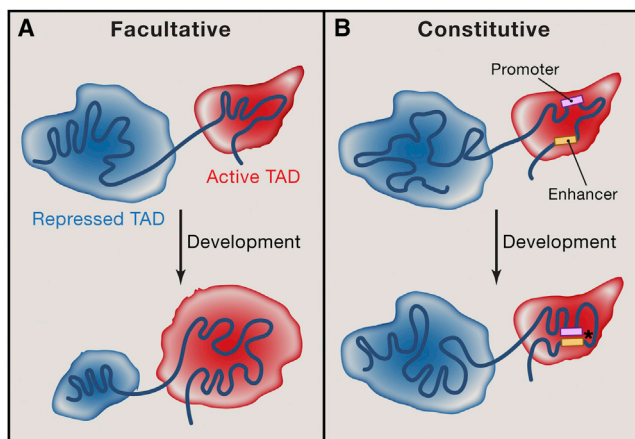 A
Facultative
Active TAD
Repressed TAD
Development
B
Constitutive
Promoter
Enhancer
Development